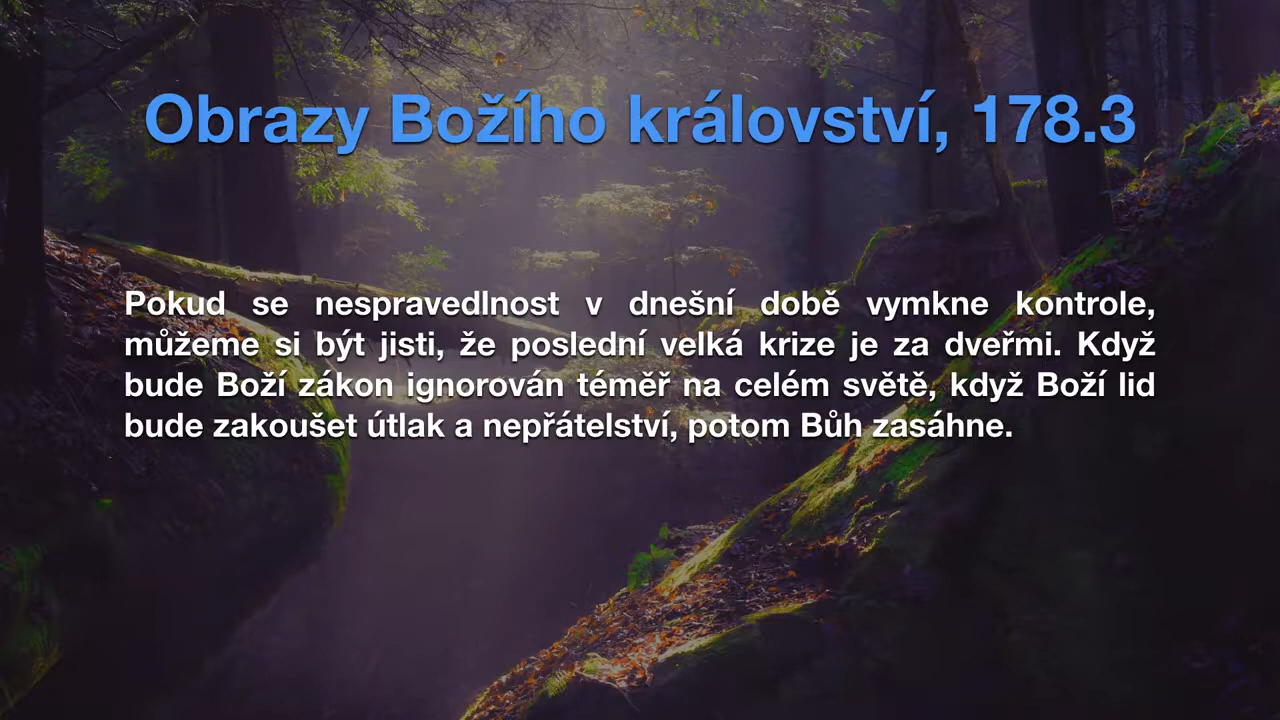 Obrazy Božího království, 178.3
Pokud se nespravedlnost v dnešní době vymkne kontrole,
můžeme si být jisti, že poslední velká krize je za dveřmi. Když
bude Boží zákon ignorován téměř na celém světě, když Boží lid
bude zakoušet útlak a nepřátelství, potom Bůh zasáhne.